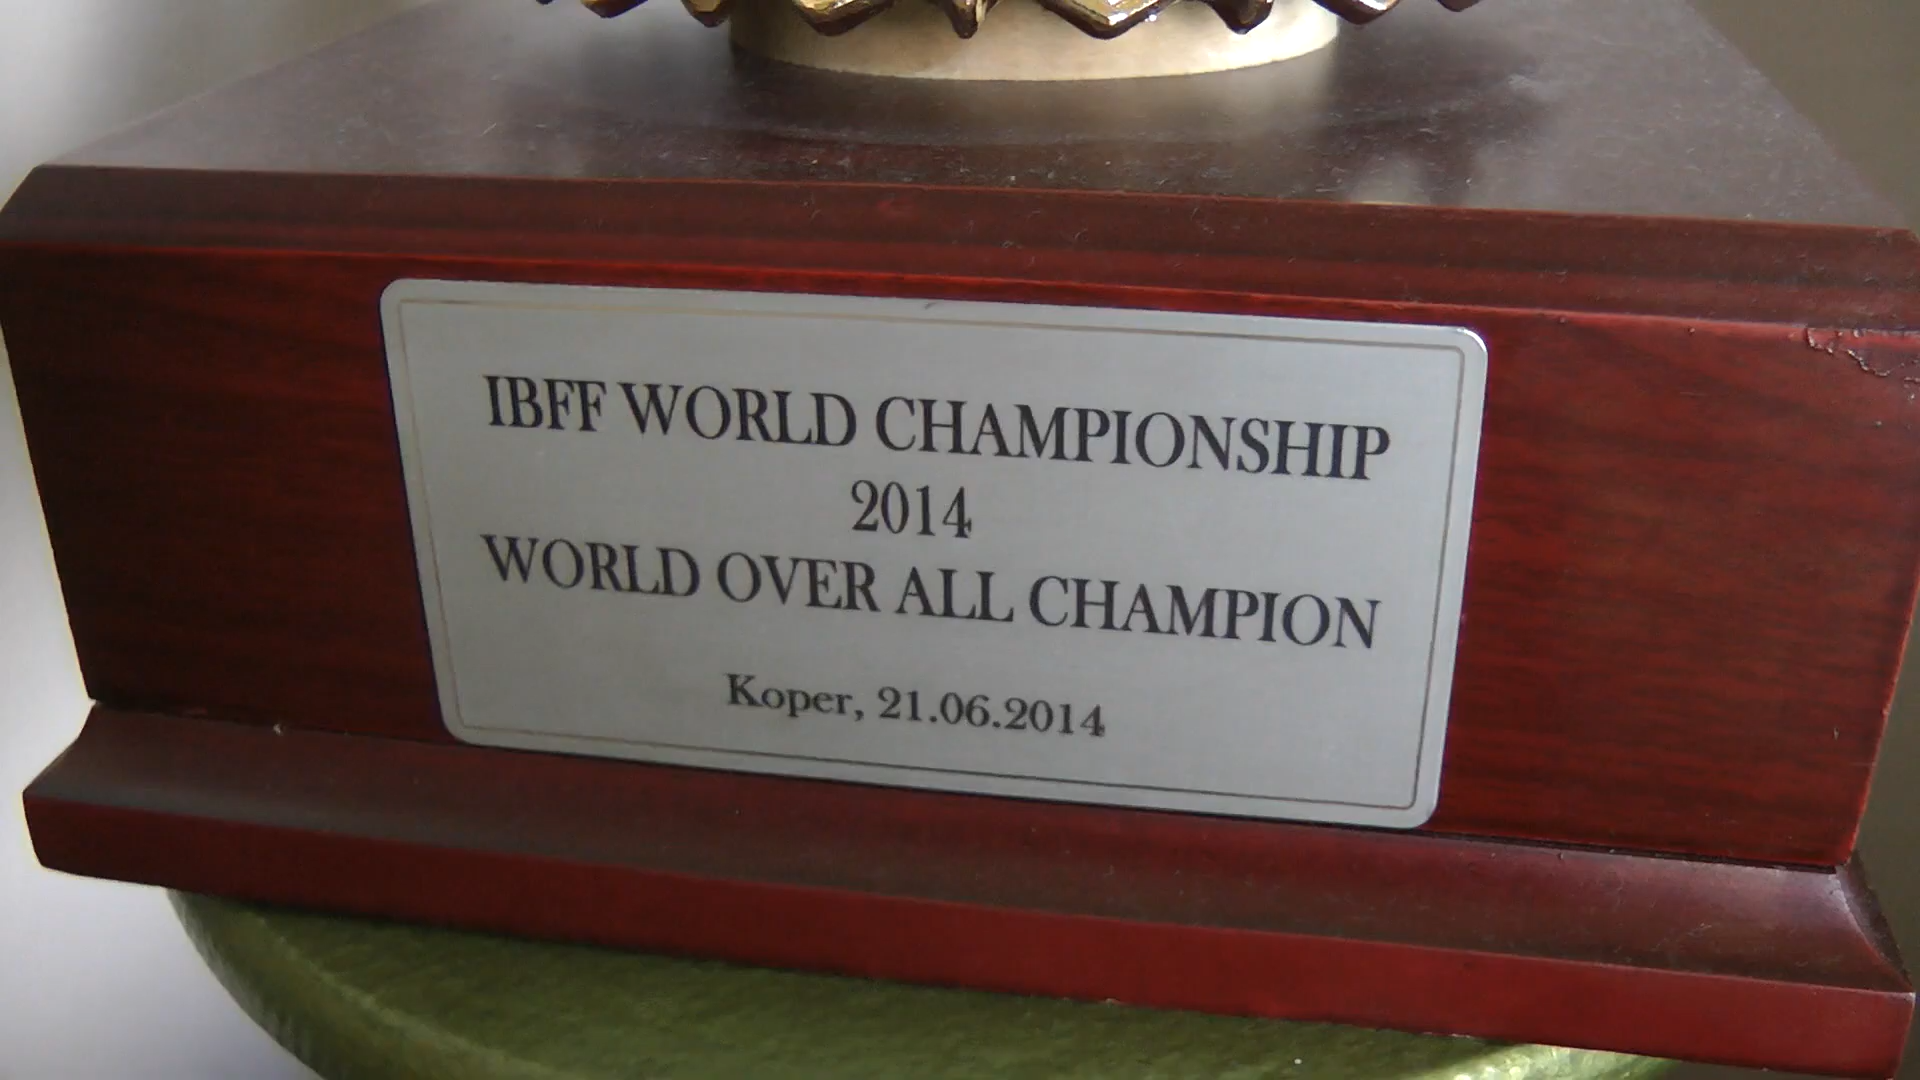 IBFF WORLD CHAMPIONSHIP
2014
WORLD OVER ALL CHAMPION
Koper, 21.06.2014